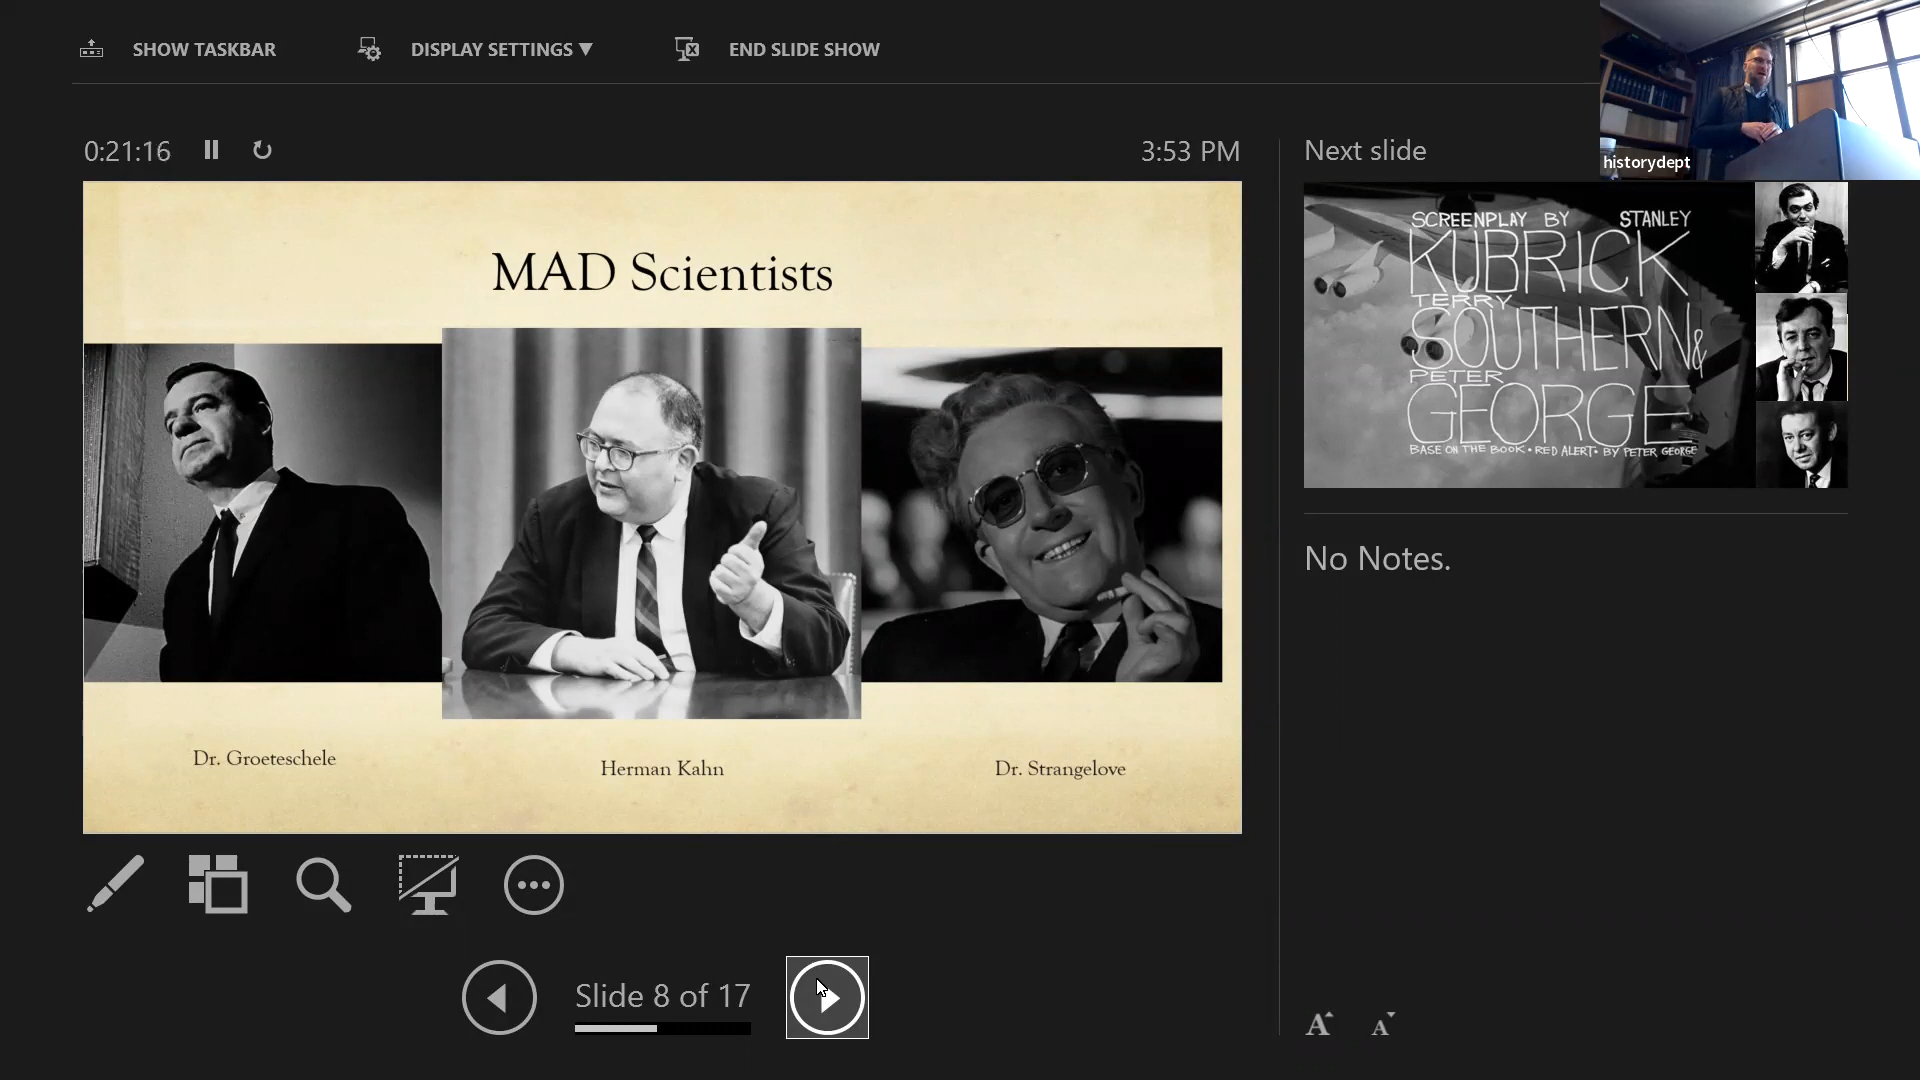 SHOW TASKBAR
DISPLAY SETTINGS ▼
END SLIDE SHOW
historydept
0:21:16
3:53 PM
Next slide
MAD Scientists
Dr. Groeteschele
Herman Kahn
Dr. Strangelove
SCREENPLAY BY STANLEY
KUBRICK
TERRY
SOUTHERN &
PETER
GEORGE
BASE ON THE BOOK • RED ALERT • BY PETER GEORGE
No Notes.
Slide 8 of 17
A A